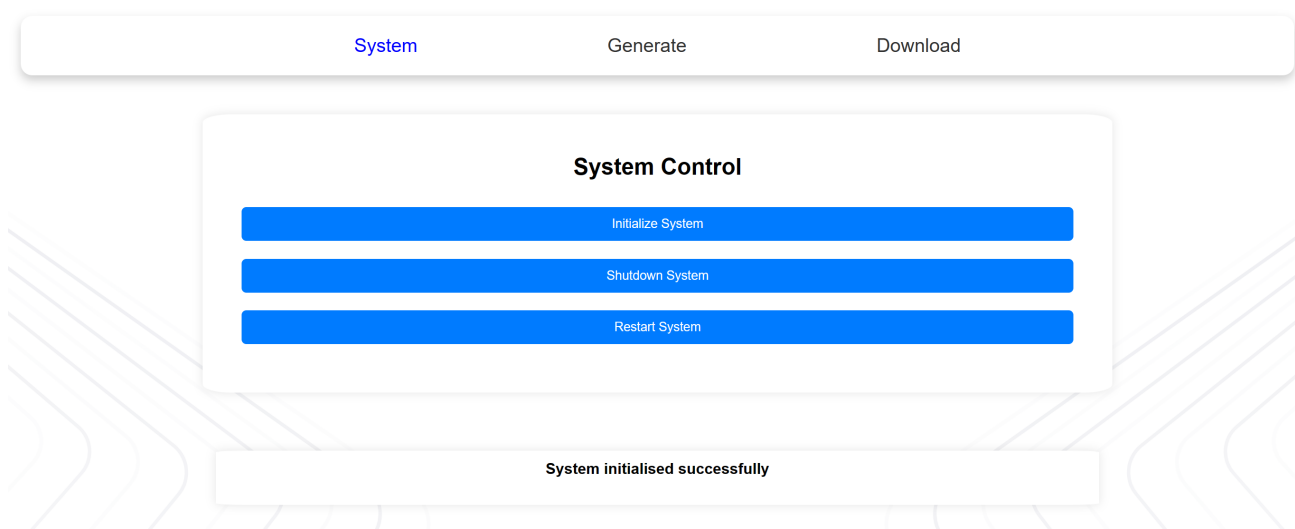 System Generate Download
System Control
Initialize System
Shutdown System
Restart System
System initialised successfully